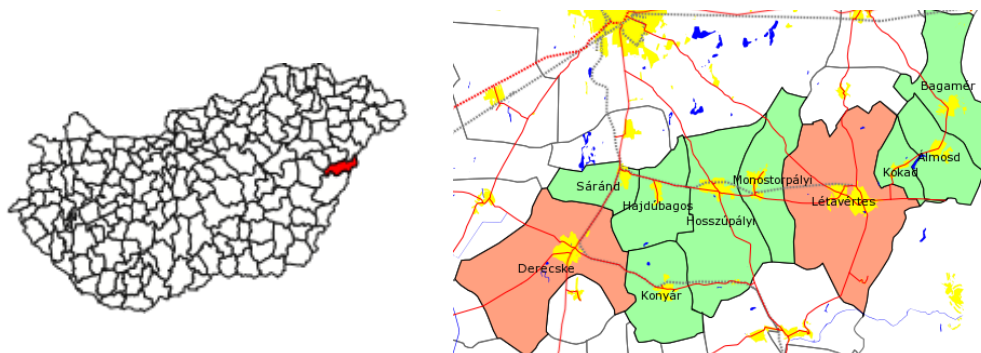 Bagamér
Álmosd
Kokad
Monostorpályi
Sáránd
Létavértes
Hajdúbagos
Hosszúpályi
Derecske
Konyár